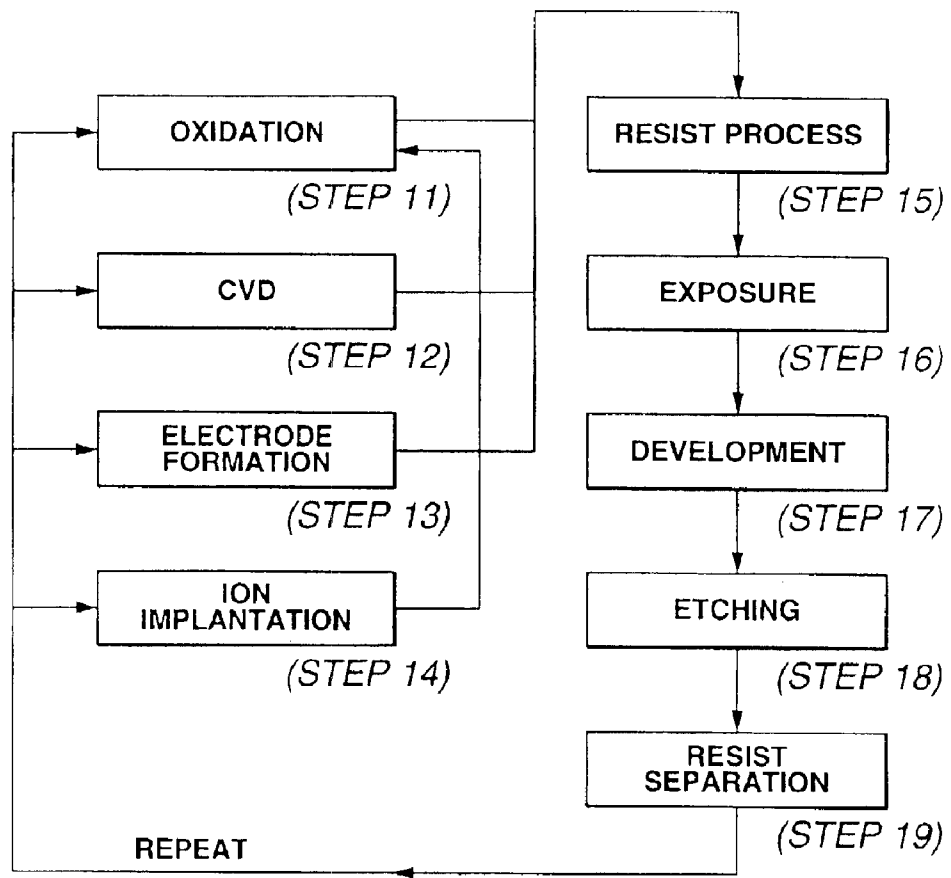 OXIDATION
(STEP 11)
CVD
(STEP 12)
ELECTRODE
FORMATION
(STEP 13)
ION
IMPLANTATION
(STEP 14)
RESIST PROCESS
(STEP 15)
EXPOSURE
(STEP 16)
DEVELOPMENT
(STEP 17)
ETCHING
(STEP 18)
RESIST
SEPARATION
(STEP 19)
REPEAT